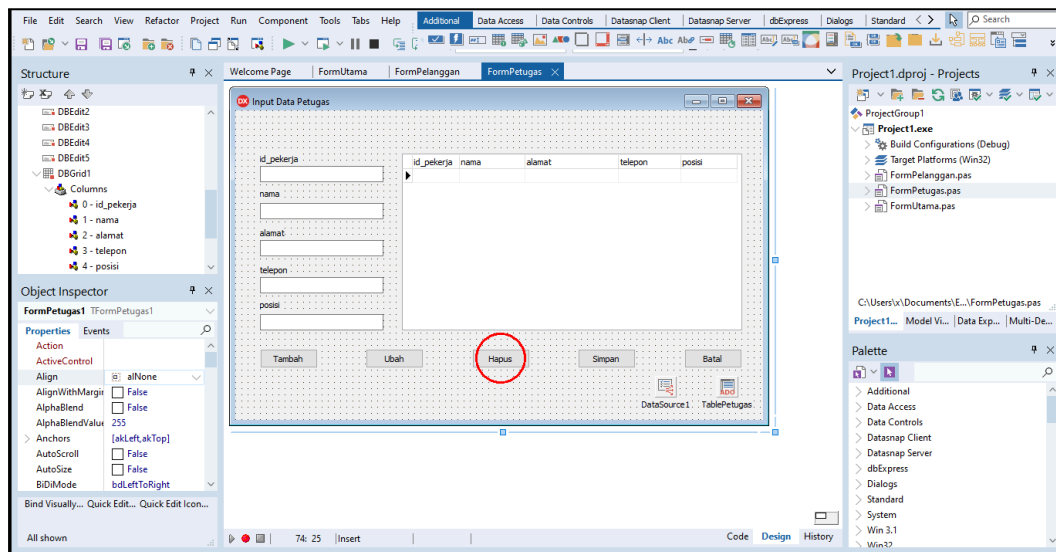 File Edit Search View Refactor Project Run Component Tools Tabs Help Additional Data Access Data Controls Datasnap Client Datasnap Server dbExpress Dialogs Standard Search
Abc
Structure
DBEdit2
DBEdit3
DBEdit4
DBEdit5
DBGrid1
Columns
0 - id_pekerja
1 - nama
2 - alamat
3 - telepon
4 - posisi
Object Inspector
FormPetugas1 TFormPetugas1
Properties Events
Action
ActiveControl
Align alNone
AlignWithMargin False
AlphaBlend False
AlphaBlendValue 255
Anchors [akLeft,akTop]
AutoScroll False
AutoSize False
BiDiMode bdLeftToRight
Bind Visually... Quick Edit... Quick Edit Icon...
All shown
Welcome Page FormUtama FormPelanggan FormPetugas
DX Input Data Petugas
id_pekerja
nama
alamat
telepon
posisi
id_pekerja nama alamat telepon posisi
Tambah Ubah Hapus Simpan Batal
DataSource1 TablePetugas
74: 25 Insert
Code Design History
Project1.dproj - Projects
ProjectGroup1
Project1.exe
Build Configurations (Debug)
Target Platforms (Win32)
FormPelanggan.pas
FormPetugas.pas
FormUtama.pas
C:\Users\x\Documents\E...\FormPetugas.pas
Project1... Model Vi... Data Exp... Multi-De...
Palette
Additional
Data Access
Data Controls
Datasnap Client
Datasnap Server
dbExpress
Dialogs
Standard
System
Win 3.1
Win32